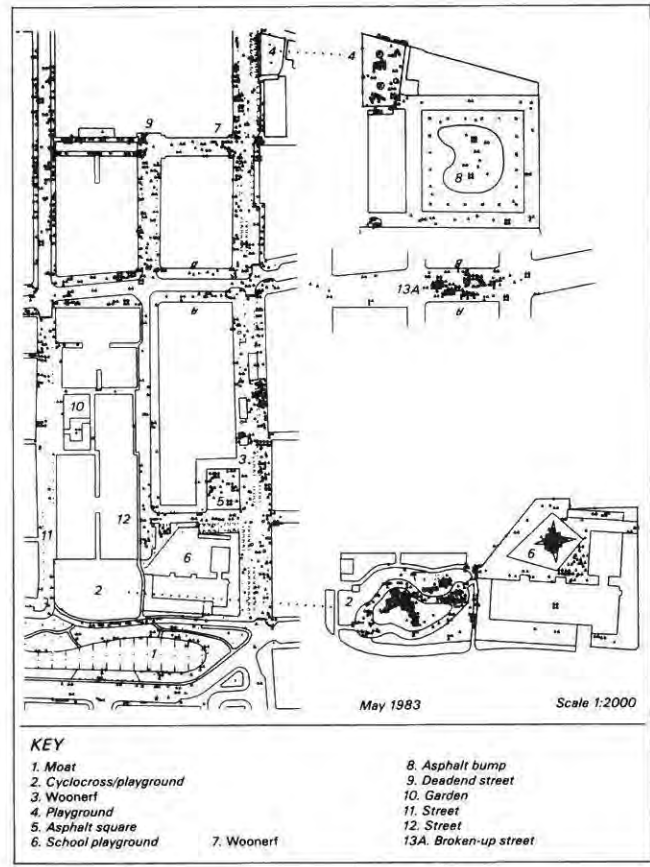 4
4
9
7
8
13A
10
3
5
11
12
6
6
2
2
1
May 1983
Scale 1:2000
KEY
1. Moat
2. Cyclocross/playground
3. Woonerf
4. Playground
5. Asphalt square
6. School playground
7. Woonerf
8. Asphalt bump
9. Deadend street
10. Garden
11. Street
12. Street
13A. Broken-up street